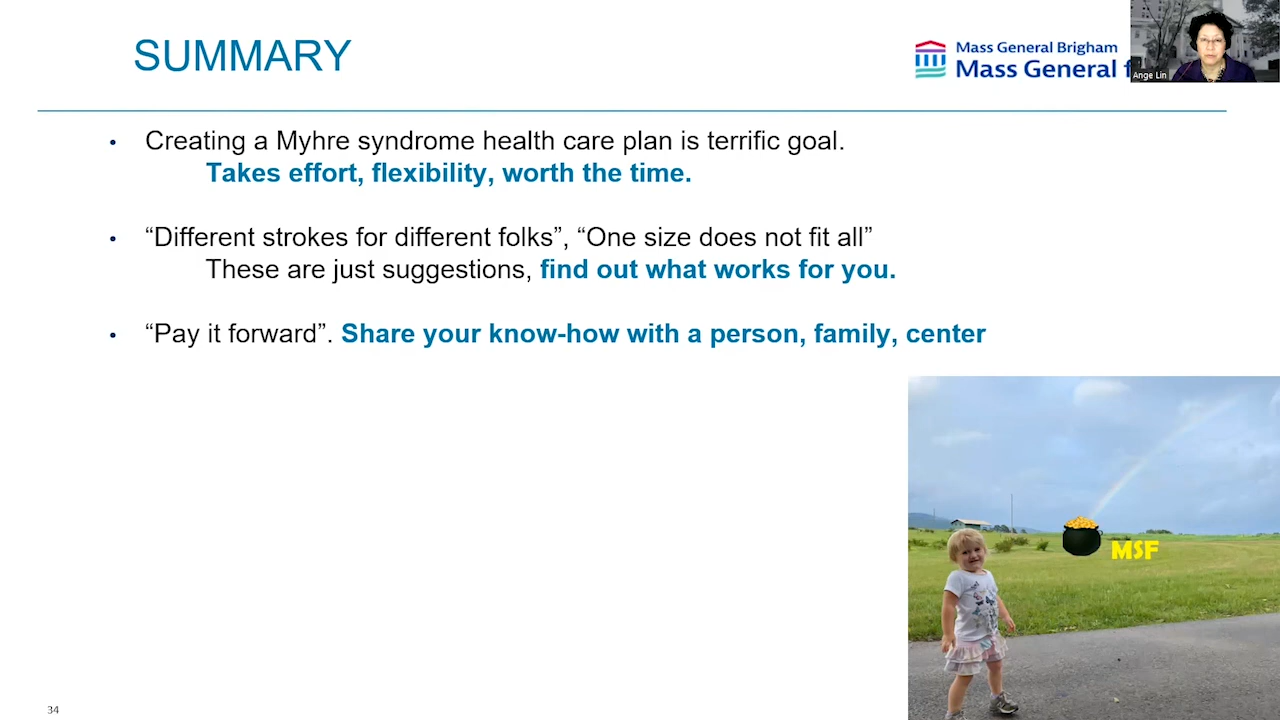 SUMMARY
Mass General Brigham
Mass General
Ange Lin
• Creating a Myhre syndrome health care plan is terrific goal.
Takes effort, flexibility, worth the time.
• “Different strokes for different folks”, “One size does not fit all”
These are just suggestions, find out what works for you.
• “Pay it forward”. Share your know-how with a person, family, center
MSF
34